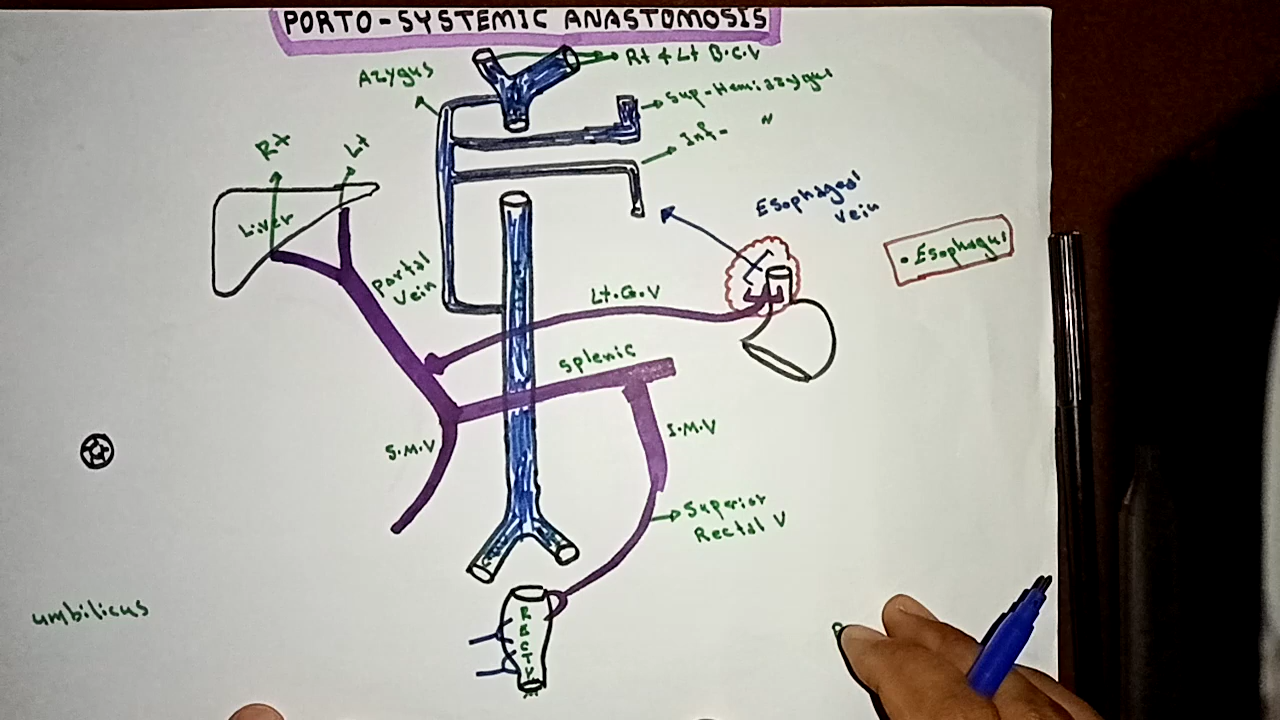 PORTO-SYSTEMIC ANASTOMOSIS
Rt & Lt B.C.V
Azygus
Sup-Hemiazygus
Inf- "
Rt
Lt
Liver
Esophageal
vein
• Esophagus
Portal
vein
Lt.G.V
Splenic
S.M.V
I.M.V
Superior
Rectal V
umbilicus